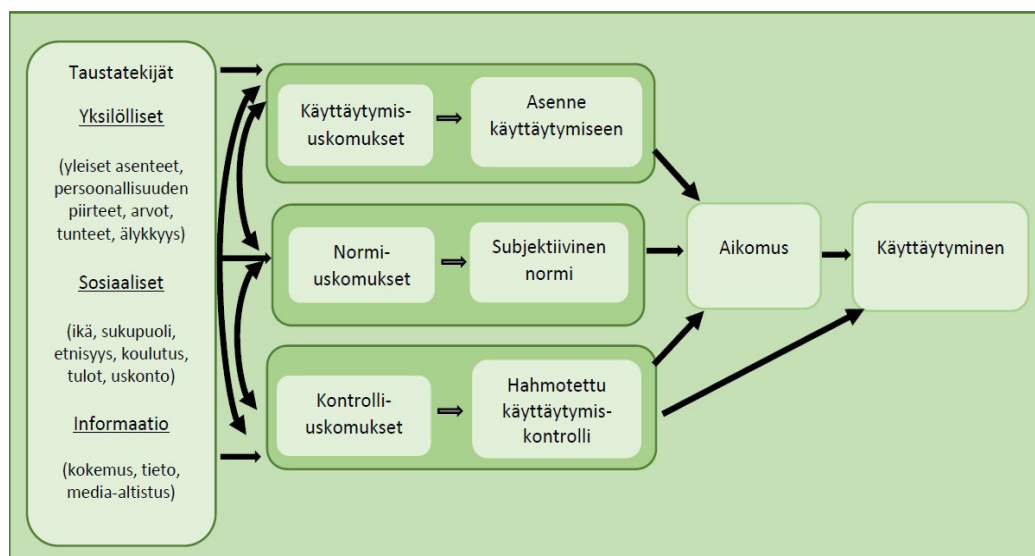 Taustatekijät
Yksilölliset
(yleiset asenteet,
persoonallisuuden
piirteet, arvot,
tunteet, älykkyys)
Sosiaaliset
(ikä, sukupuoli,
etnisyys, koulutus,
tulot, uskonto)
Informaatio
(kokemus, tieto,
media-altistus)
Käyttäytymis-
uskomukset
Asenne
käyttäytymiseen
Normi-
uskomukset
Subjektiivinen
normi
Kontrolli-
uskomukset
Hahmotettu
käyttäytymis-
kontrolli
Aikomus
Käyttäytyminen